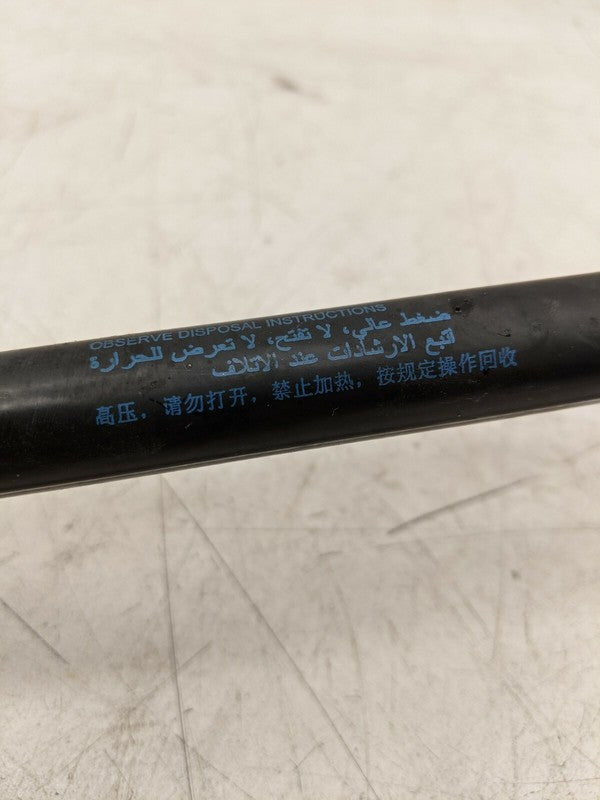 OBSERVE DISPOSAL INSTRUCTIONS
ضغط عالي، لا تفتح، لا تعرض للحرارة
اتبع الارشادات عند الاتلاف
高压，请勿打开，禁止加热，按规定操作回收